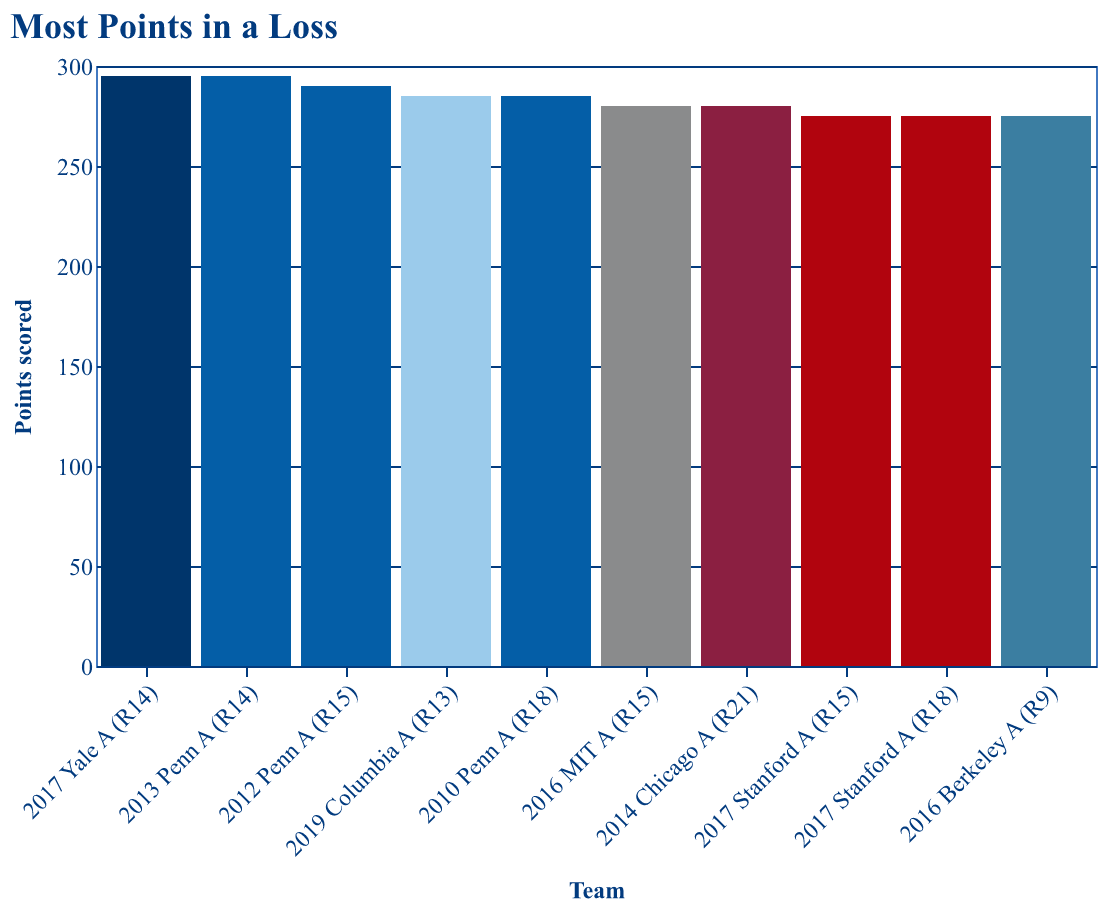 Most Points in a Loss
300
250
200
150
100
50
0
Points scored
2017 Yale A (R14)
2013 Penn A (R14)
2012 Penn A (R15)
2019 Columbia A (R13)
2010 Penn A (R18)
2016 MIT A (R15)
2014 Chicago A (R21)
2017 Stanford A (R15)
2017 Stanford A (R18)
2016 Berkeley A (R9)
Team